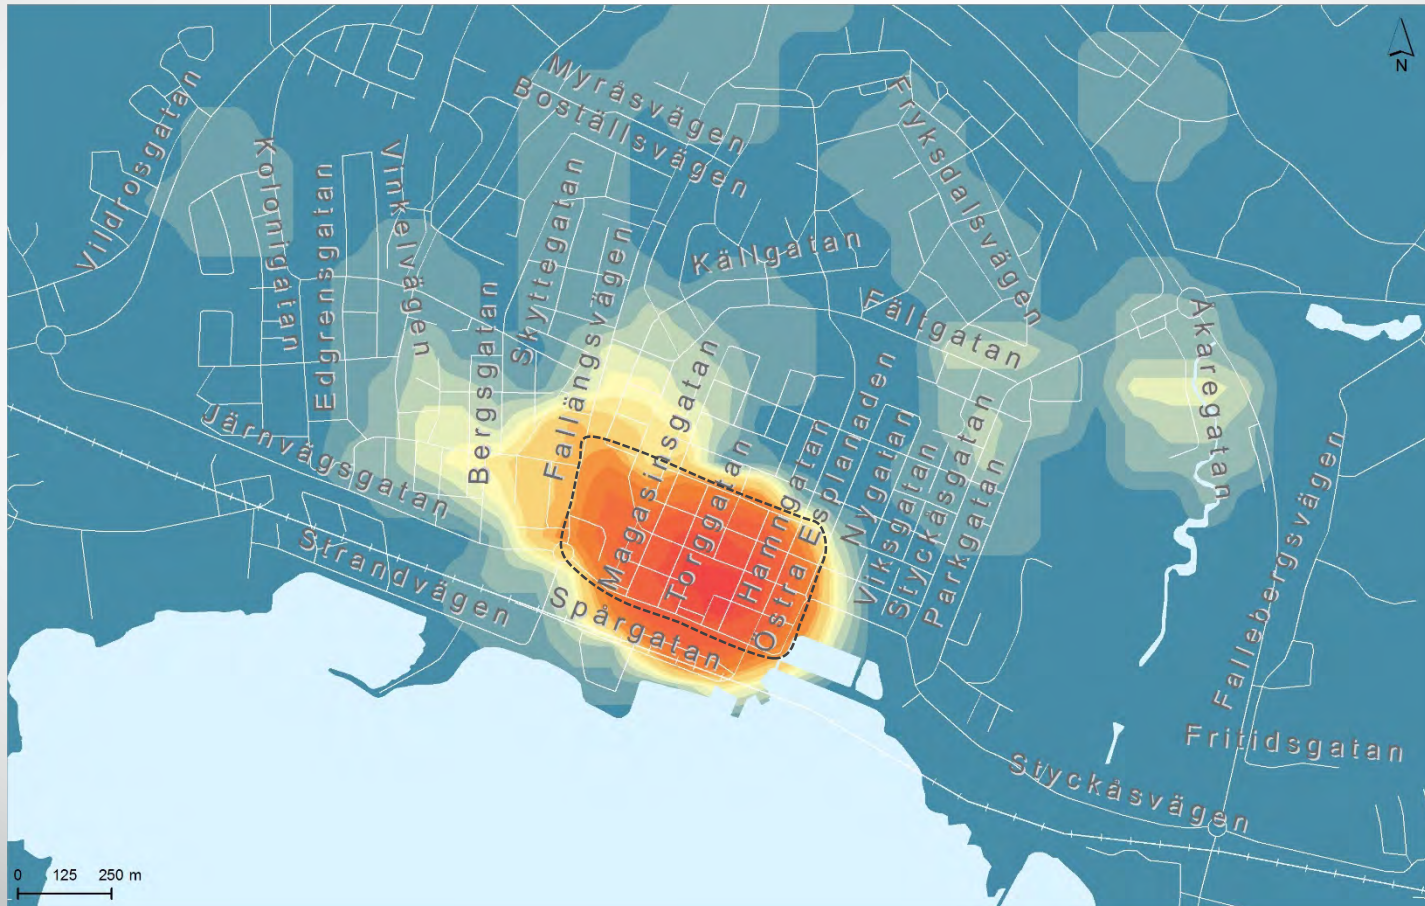 N
Myråsvägen
Boställsvägen
Fryksdalsvägen
Vildrosgatan
Kolonigatan
Edgrensgatan
Vinkelvägen
Skyttegatan
Källgatan
Fallängsvägen
Bergsgatan
Fältgatan
Åkaregatan
Magasinsgatan
Torggatan
Hamngatan
Östra Esplanaden
Nygatan
Viksgatan
Styckåsgatan
Parkgatan
Järnvägsgatan
Strandvägen
Spårgatan
Fallebergsvägen
Fritidsgatan
Styckåsvägen
0 125 250 m